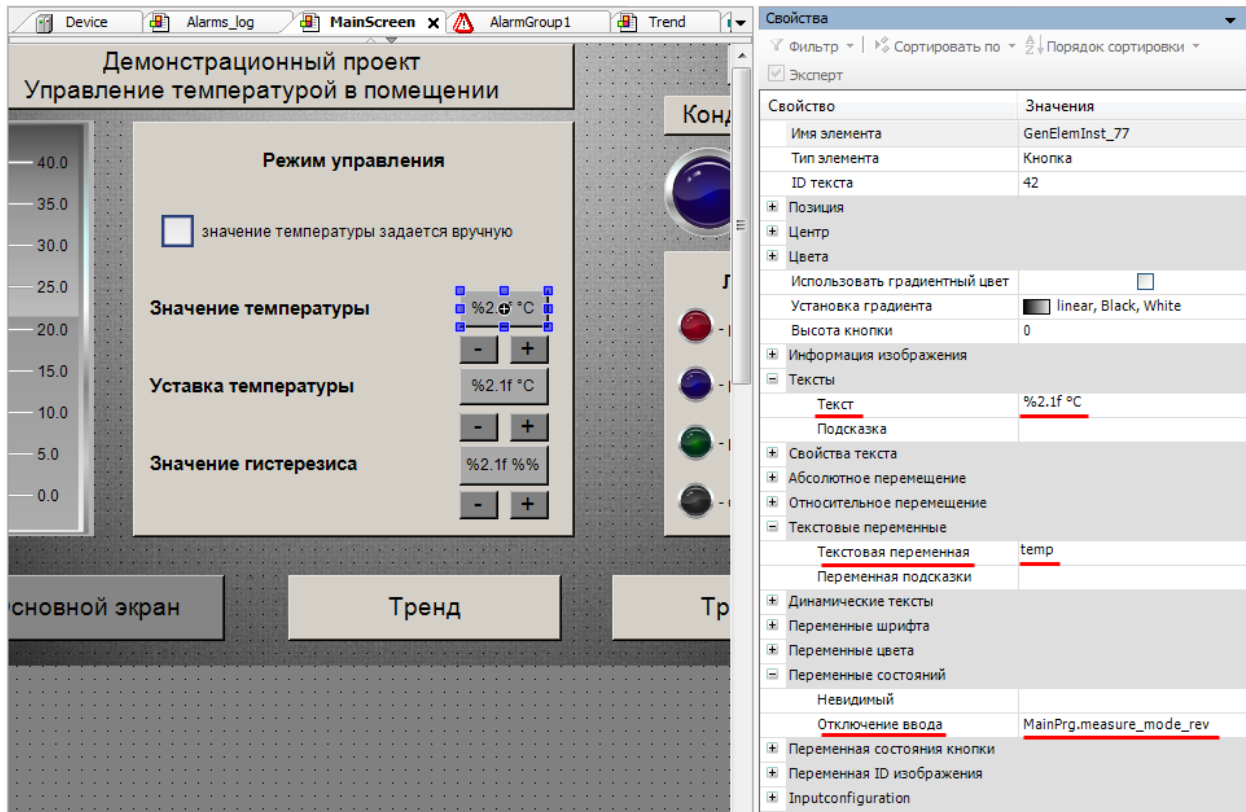 Device
Alarms_log
MainScreen
AlarmGroup1
Trend
Демонстрационный проект
Управление температурой в помещении
40.0
35.0
30.0
25.0
20.0
15.0
10.0
5.0
0.0
Режим управления
значение температуры задается вручную
Значение температуры
%2. °C
- +
Уставка температуры
%2.1f °C
- +
Значение гистерезиса
%2.1f %%
- +
Конд
Л
основной экран
Тренд
Тр
Свойства
Фильтр
Сортировать по
Порядок сортировки
Эксперт
Свойство Значения
Имя элемента GenElemInst_77
Тип элемента Кнопка
ID текста 42
Позиция
Центр
Цвета
Использовать градиентный цвет
Установка градиента linear, Black, White
Высота кнопки 0
Информация изображения
Тексты
Текст %2.1f °C
Подсказка
Свойства текста
Абсолютное перемещение
Относительное перемещение
Текстовые переменные
Текстовая переменная temp
Переменная подсказки
Динамические тексты
Переменные шрифта
Переменные цвета
Переменные состояний
Невидимый
Отключение ввода MainPrg.measure_mode_rev
Переменная состояния кнопки
Переменная ID изображения
Inputconfiguration